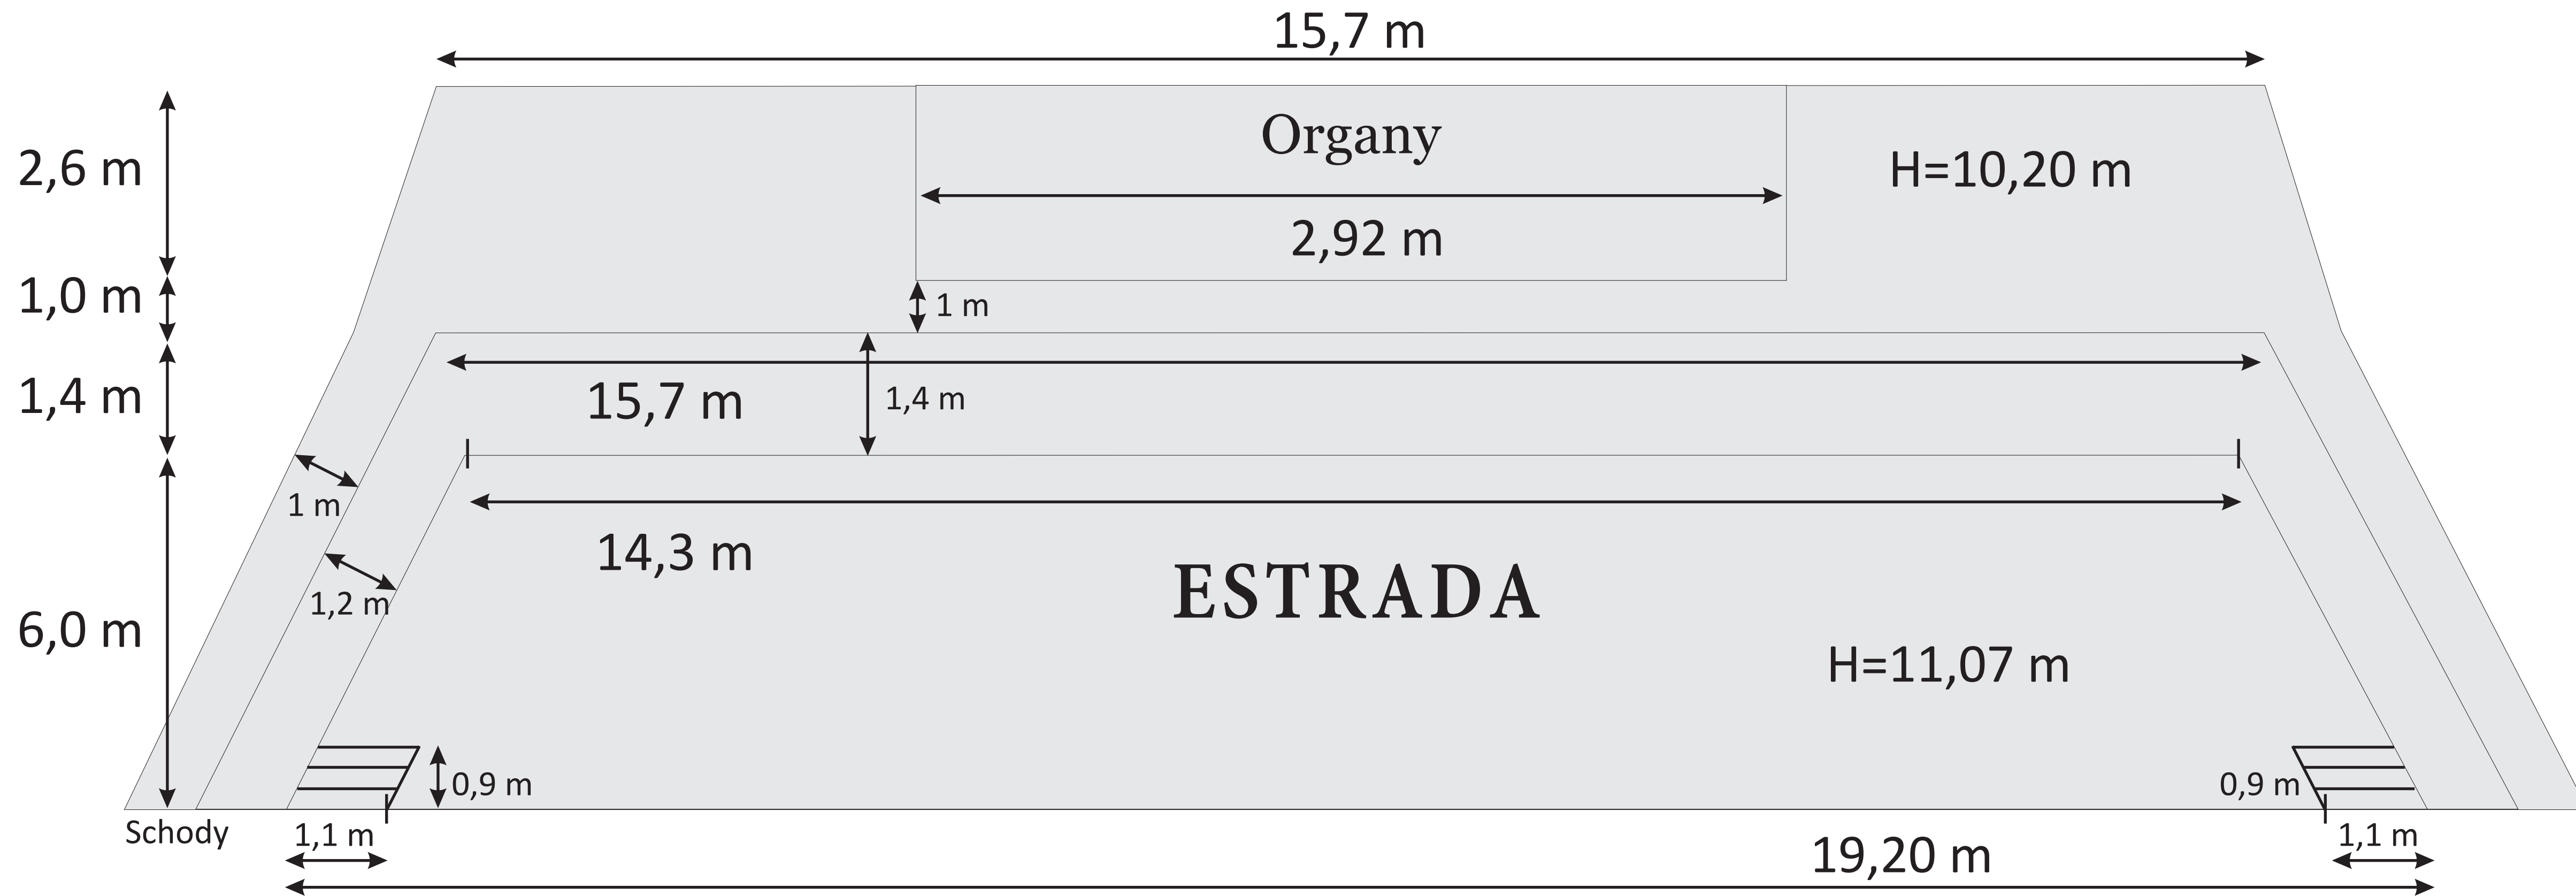 15,7 m
Organy
2,6 m
H=10,20 m
2,92 m
1,0 m
1 m
15,7 m
1,4 m
1,4 m
1 m
14,3 m
1,2 m
ESTRADA
6,0 m
H=11,07 m
0,9 m
0,9 m
Schody
1,1 m
1,1 m
19,20 m